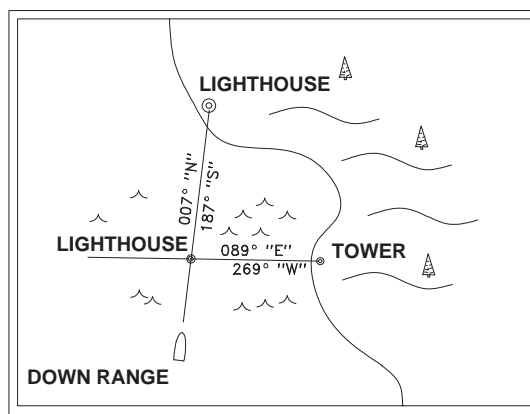 LIGHTHOUSE
007° "N"
187° "S"
LIGHTHOUSE
089° "E"
269° "W"
TOWER
DOWN RANGE